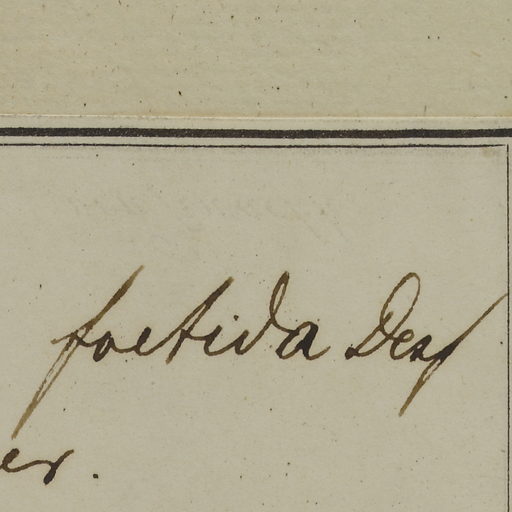 foetida Desf
er.